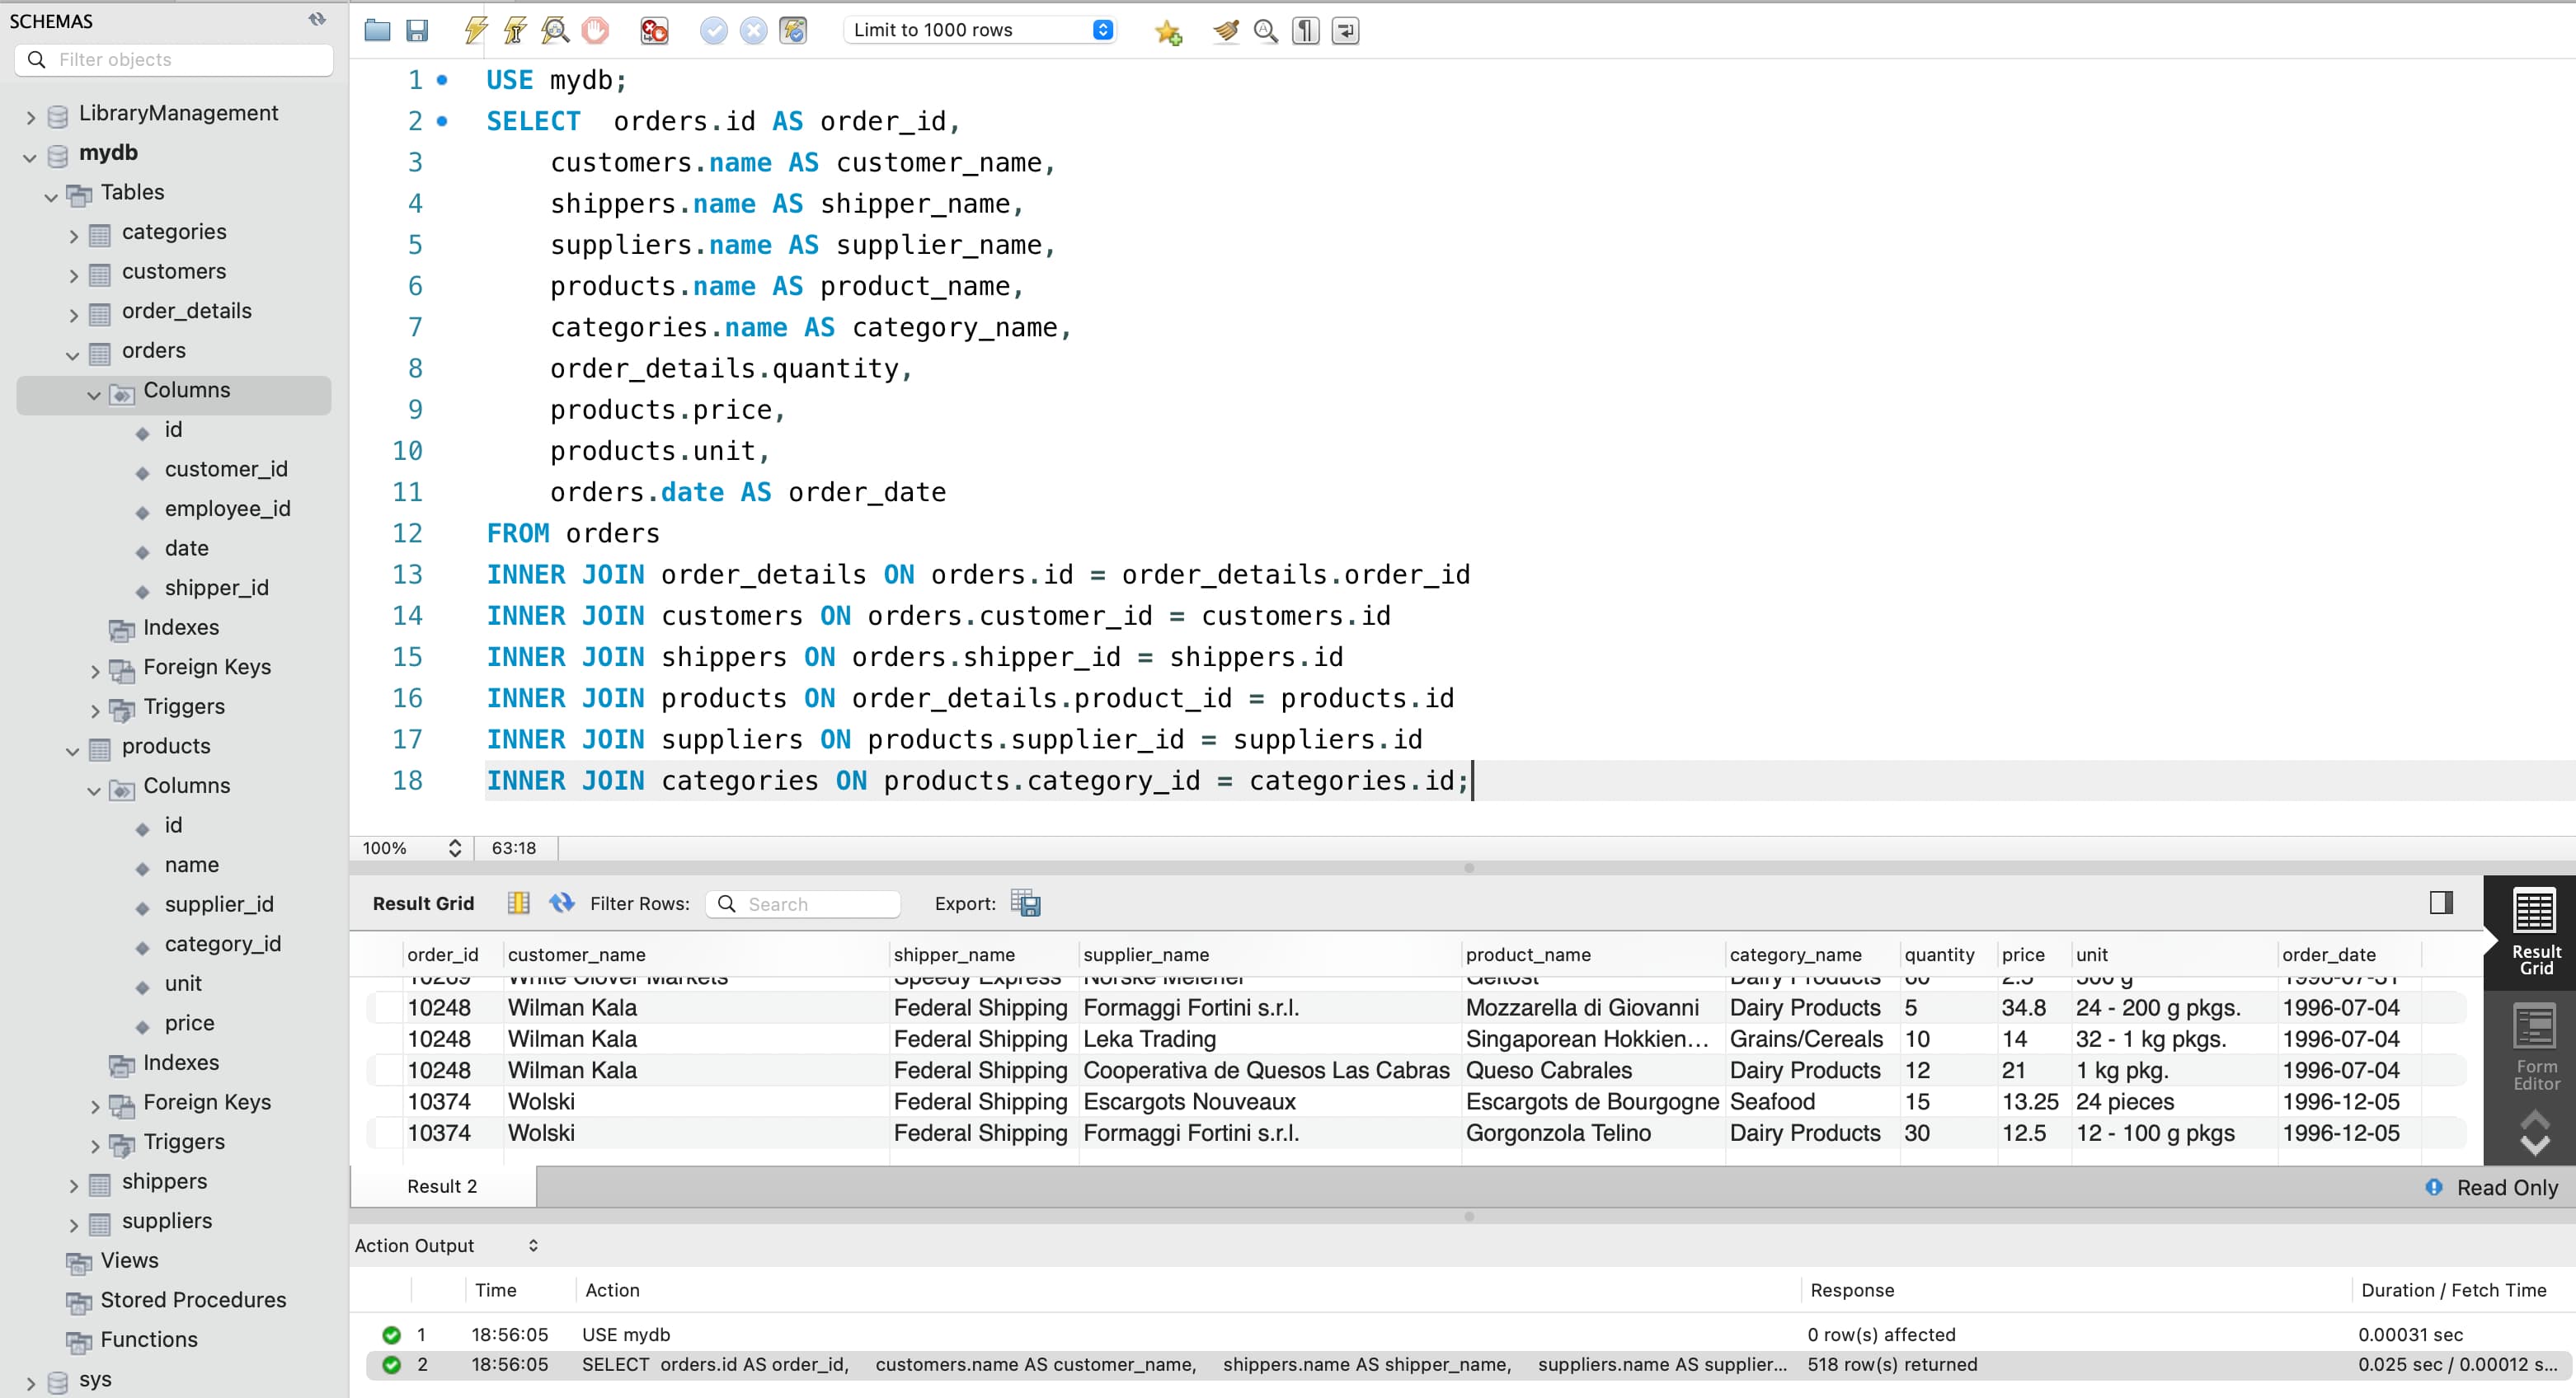 SCHEMAS
Filter objects
LibraryManagement
mydb
Tables
categories
customers
order_details
orders
Columns
id
customer_id
employee_id
date
shipper_id
Indexes
Foreign Keys
Triggers
products
Columns
id
name
supplier_id
category_id
unit
price
Indexes
Foreign Keys
Triggers
shippers
suppliers
Views
Stored Procedures
Functions
sys
Limit to 1000 rows
1 USE mydb;
2 SELECT  orders.id AS order_id,
3 customers.name AS customer_name,
4 shippers.name AS shipper_name,
5 suppliers.name AS supplier_name,
6 products.name AS product_name,
7 categories.name AS category_name,
8 order_details.quantity,
9 products.price,
10 products.unit,
11 orders.date AS order_date
12 FROM orders
13 INNER JOIN order_details ON orders.id = order_details.order_id
14 INNER JOIN customers ON orders.customer_id = customers.id
15 INNER JOIN shippers ON orders.shipper_id = shippers.id
16 INNER JOIN products ON order_details.product_id = products.id
17 INNER JOIN suppliers ON products.supplier_id = suppliers.id
18 INNER JOIN categories ON products.category_id = categories.id;
100% 63:18
Result Grid Filter Rows: Search Export:
order_id customer_name shipper_name supplier_name product_name category_name quantity price unit order_date
10248 Wilman Kala Federal Shipping Formaggi Fortini s.r.l. Mozzarella di Giovanni Dairy Products 5 34.8 24 - 200 g pkgs. 1996-07-04
10248 Wilman Kala Federal Shipping Leka Trading Singaporean Hokkien... Grains/Cereals 10 14 32 - 1 kg pkgs. 1996-07-04
10248 Wilman Kala Federal Shipping Cooperativa de Quesos Las Cabras Queso Cabrales Dairy Products 12 21 1 kg pkg. 1996-07-04
10374 Wolski Federal Shipping Escargots Nouveaux Escargots de Bourgogne Seafood 15 13.25 24 pieces 1996-12-05
10374 Wolski Federal Shipping Formaggi Fortini s.r.l. Gorgonzola Telino Dairy Products 30 12.5 12 - 100 g pkgs 1996-12-05
Result
Grid
Form
Editor
Result 2
Read Only
Action Output
Time Action Response Duration / Fetch Time
1 18:56:05 USE mydb 0 row(s) affected 0.00031 sec
2 18:56:05 SELECT  orders.id AS order_id,    customers.name AS customer_name,    shippers.name AS shipper_name,    suppliers.name AS supplier... 518 row(s) returned 0.025 sec / 0.00012 s...